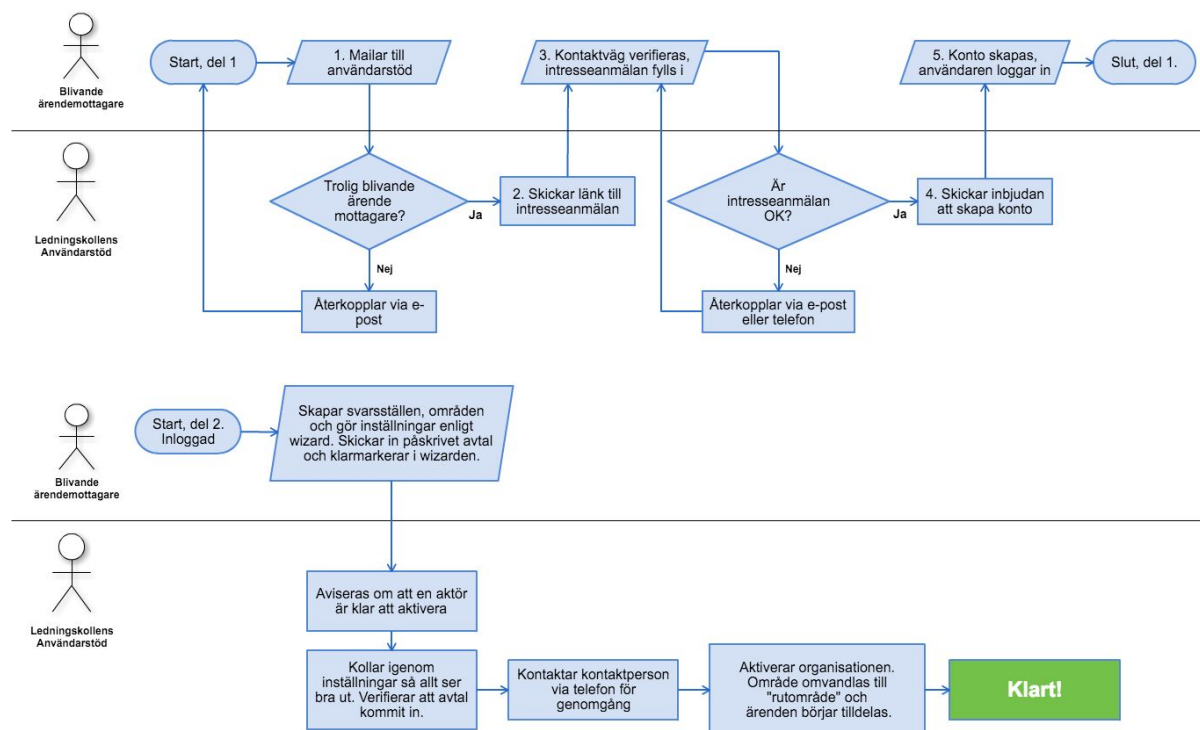 Start, del 1
1. Mailar till
användarstöd
3. Kontaktväg verifieras,
intresseanmälan fylls i
5. Konto skapas,
användaren loggar in
Slut, del 1.
Blivande
ärendemottagare
Trolig blivande
ärende
mottagare?
Ja
2. Skickar länk till
intresseanmälan
Är
intresseanmälan
OK?
Ja
4. Skickar inbjudan
att skapa konto
Ledningskollens
Användarstöd
Nej
Nej
Återkopplar via e-
post
Återkopplar via e-post
eller telefon
Start, del 2.
Inloggad
Skapar svarsställen, områden
och gör inställningar enligt
wizard. Skickar in påskrivet avtal
och klarmarkerar i wizarden.
Blivande
ärendemottagare
Ledningskollens
Användarstöd
Aviseras om att en aktör
är klar att aktivera
Kollar igenom
inställningar så allt ser
bra ut. Verifierar att avtal
kommit in.
Kontaktar kontaktperson
via telefon för
genomgång
Aktiverar organisationen.
Område omvandlas till
"rutområde" och
ärenden börjar tilldelas.
Klart!